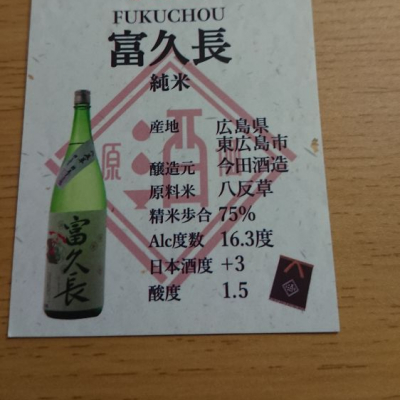 FUKUCHOU
富久長
純米
産地 広島県
東広島市
醸造元 今田酒造
原料米 八反草
精米歩合 75%
Alc度数 16.3度
日本酒度 +3
酸度 1.5
富久長
原
酒